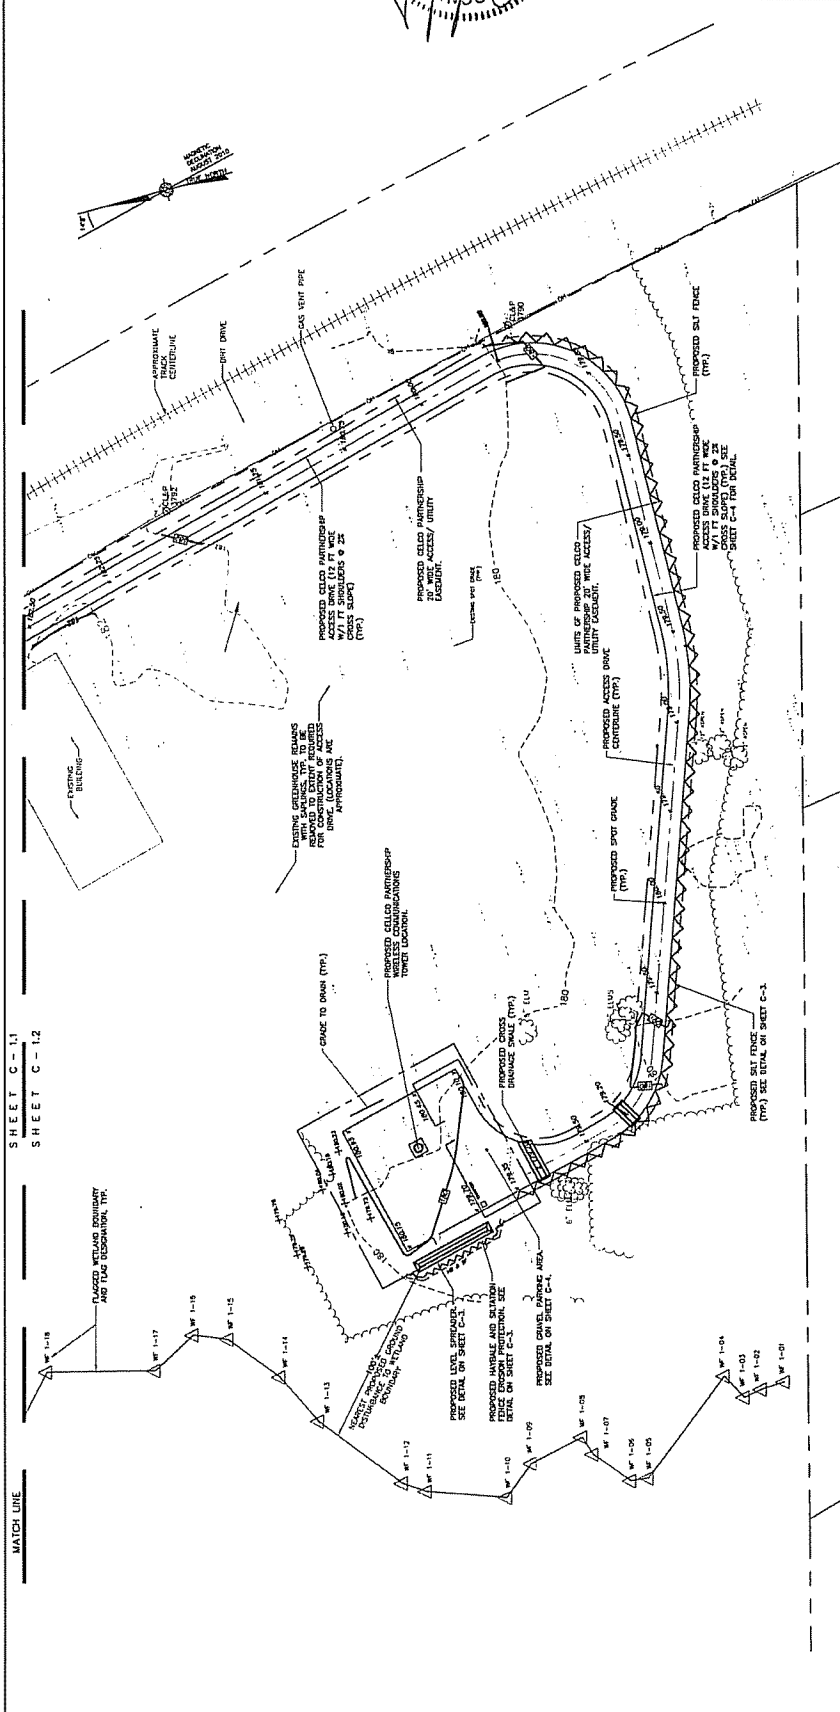 MATCH LINE
SHEET C-1.1
SHEET C-1.2
FLAGGED WETLAND BOUNDARY
AND FLAG DESIGNATION, TYP.
WF 1-18
WF 1-17
WF 1-16
WF 1-15
WF 1-14
WF 1-13
WF 1-12
WF 1-11
WF 1-10
WF 1-09
WF 1-08
WF 1-07
WF 1-06
WF 1-05
WF 1-04
WF 1-03
WF 1-02
WF 1-01
NEAREST PROPOSED GROUND
DISTURBANCE TO WETLAND
BOUNDARY
PROPOSED LEVEL SPREADER.
SEE DETAIL ON SHEET C-3.
PROPOSED HAYBALE AND SILTATION
FENCE EROSION PROTECTION. SEE
DETAIL ON SHEET C-3.
PROPOSED GRAVEL PARKING AREA.
SEE DETAIL ON SHEET C-4.
GRADE TO DRAIN (TYP.)
PROPOSED CELLCO PARTNERSHIP
WIRELESS COMMUNICATIONS
TOWER LOCATION.
PROPOSED CROSS
DRAINAGE SWALE (TYP.)
180
180
180
PROPOSED SILT FENCE
(TYP.) SEE DETAIL ON SHEET C-3.
EXISTING
BUILDING
EXISTING GREENHOUSE REMAINS
WITH SAPLINGS, TYP. TO BE
REMOVED TO EXTENT REQUIRED
FOR CONSTRUCTION OF ACCESS
DRIVE. (LOCATIONS ARE
APPROXIMATE).
PROPOSED SPOT GRADE
(TYP.)
PROPOSED ACCESS DRIVE
CENTERLINE (TYP.)
LIMITS OF PROPOSED CELCO
PARTNERSHIP 20' WIDE ACCESS/
UTILITY EASEMENT.
PROPOSED CELCO PARTNERSHIP
ACCESS DRIVE (12 FT WIDE
W/1 FT SHOULDERS @ 2%
CROSS SLOPE)
(TYP.)
PROPOSED CELCO PARTNERSHIP
20' WIDE ACCESS/ UTILITY
EASEMENT.
EXISTING SPOT GRADE
(TYP.)
PROPOSED CELCO PARTNERSHIP
ACCESS DRIVE (12 FT WIDE
W/1 FT SHOULDERS @ 2%
CROSS SLOPE) (TYP.) SEE
SHEET C-4 FOR DETAIL.
PROPOSED SILT FENCE
(TYP.)
APPROXIMATE
TRACK
CENTERLINE
DIRT DRIVE
GAS VENT PIPE
CL&P
1792
CL&P
1790
MAGNETIC
DECLINATION
AUGUST 2010
TRUE NORTH